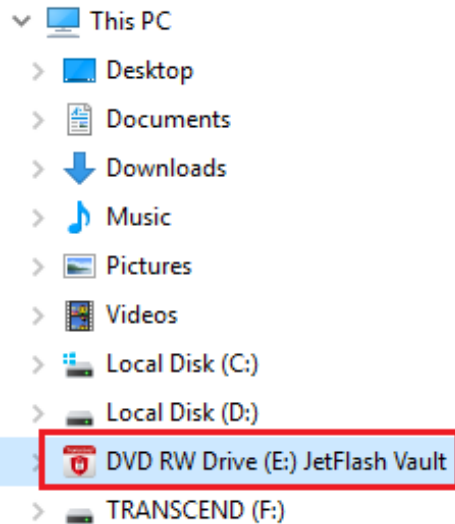 This PC
Desktop
Documents
Downloads
Music
Pictures
Videos
Local Disk (C:)
Local Disk (D:)
DVD RW Drive (E:) JetFlash Vault
TRANSCEND (F:)